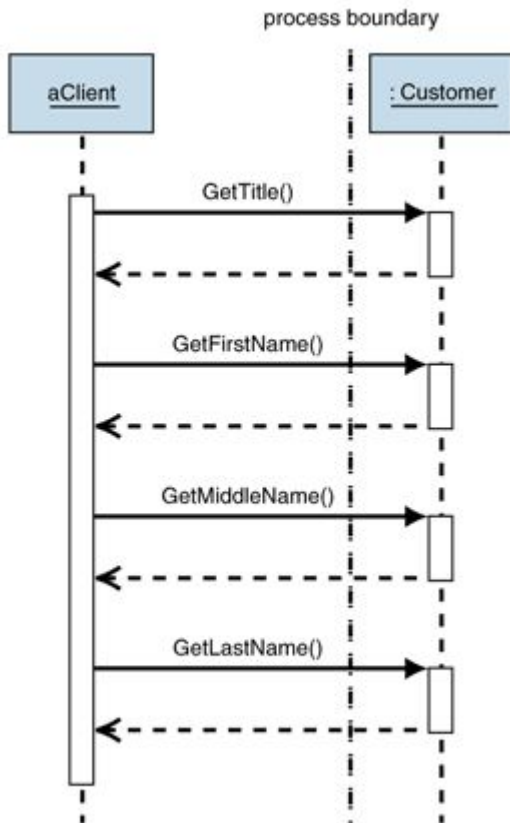 process boundary
aClient
: Customer
GetTitle()
GetFirstName()
GetMiddleName()
GetLastName()